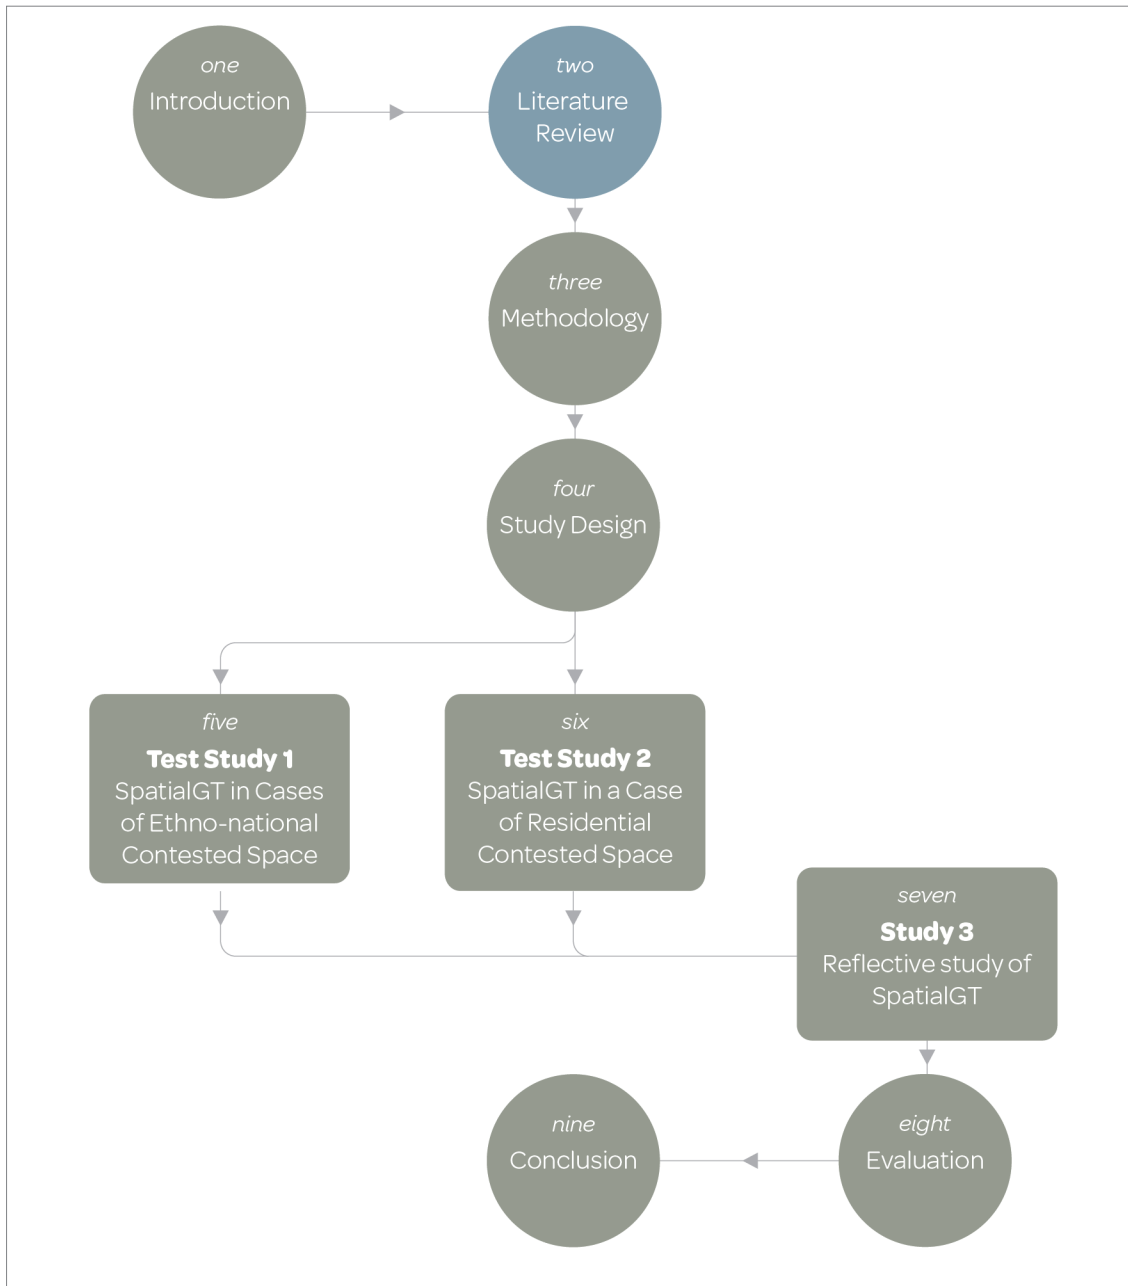 one
Introduction
two
Literature
Review
three
Methodology
four
Study Design
five
Test Study 1
SpatialGT in Cases
of Ethno-national
Contested Space
six
Test Study 2
SpatialGT in a Case
of Residential
Contested Space
seven
Study 3
Reflective study of
SpatialGT
eight
Evaluation
nine
Conclusion